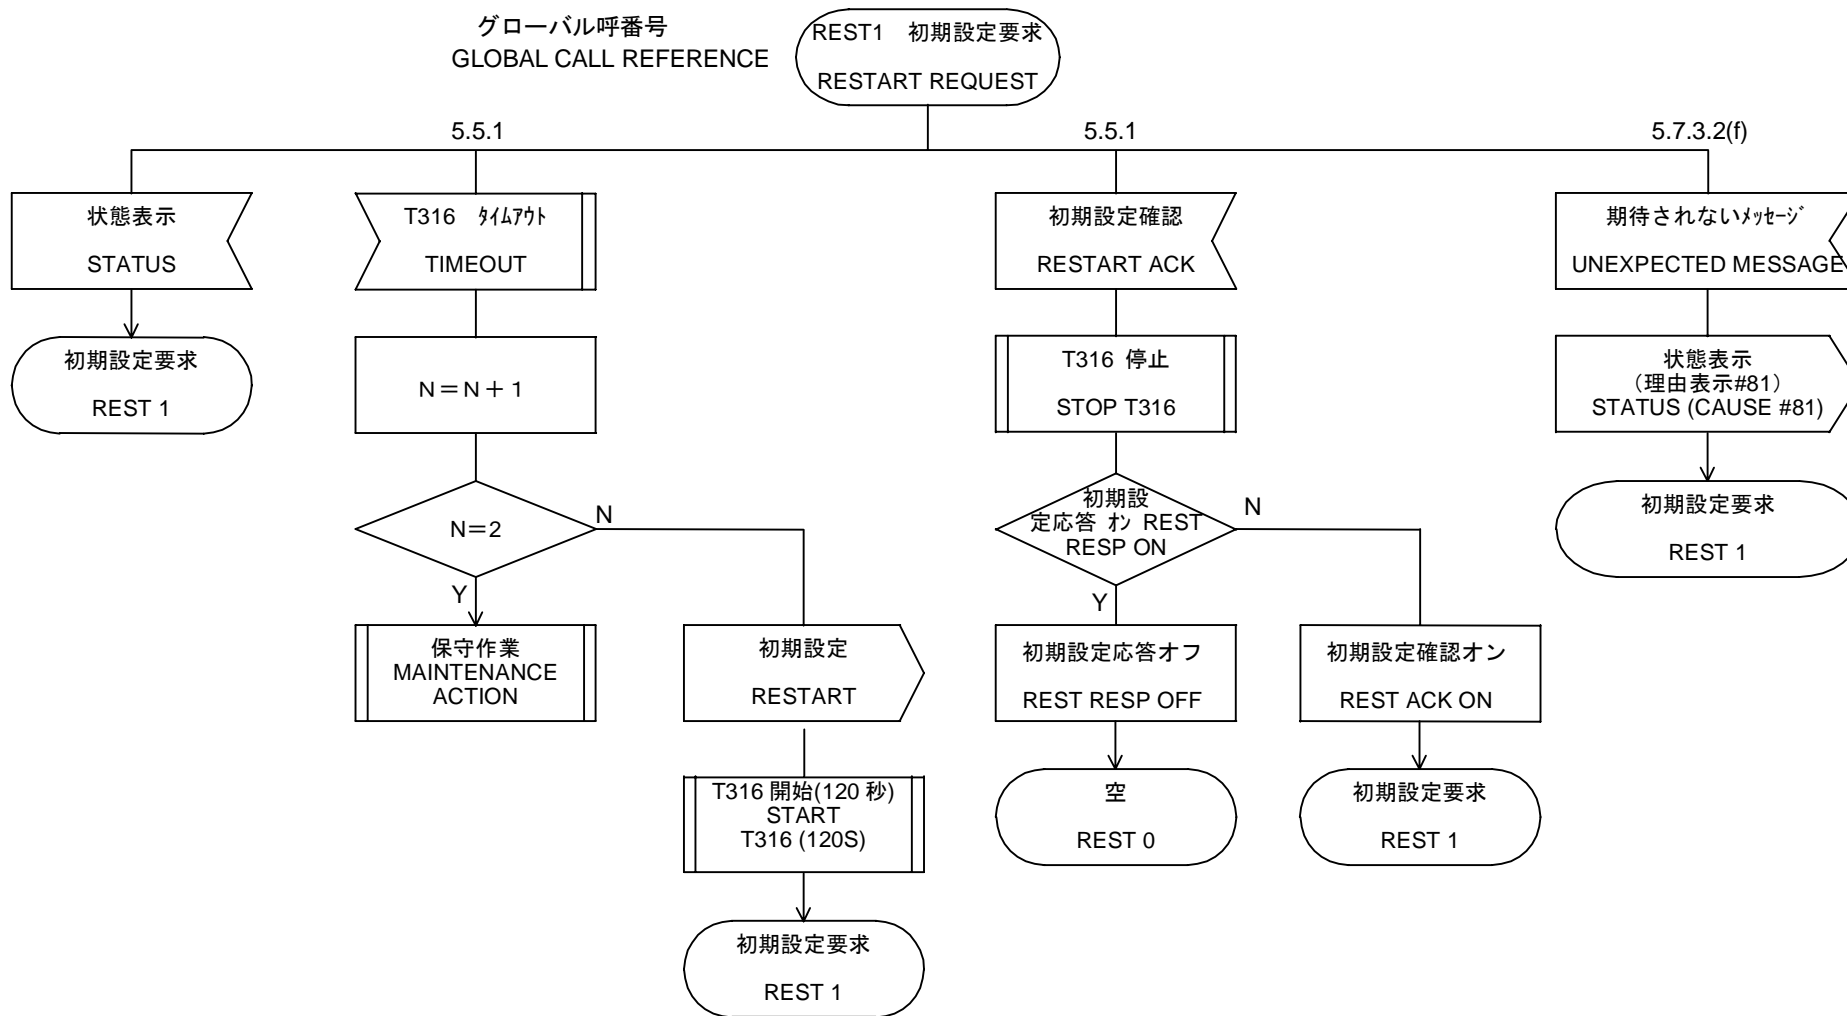 グローバル呼番号
GLOBAL CALL REFERENCE
REST1 初期設定要求
RESTART REQUEST
5.5.1
5.5.1
5.7.3.2(f)
状態表示
STATUS
T316 ﾀｲﾑｱｳﾄ
TIMEOUT
初期設定確認
RESTART ACK
期待されないﾒｯｾｰｼﾞ
UNEXPECTED MESSAGE
初期設定要求
REST 1
N＝N＋1
T316 停止
STOP T316
状態表示
（理由表示#81）
STATUS (CAUSE #81)
N＝2
N
Y
初期設
定応答 ｵﾝ REST
RESP ON
N
Y
初期設定要求
REST 1
保守作業
MAINTENANCE
ACTION
初期設定
RESTART
初期設定応答オフ
REST RESP OFF
初期設定確認オン
REST ACK ON
T316 開始(120 秒)
START
T316 (120S)
空
REST 0
初期設定要求
REST 1
初期設定要求
REST 1